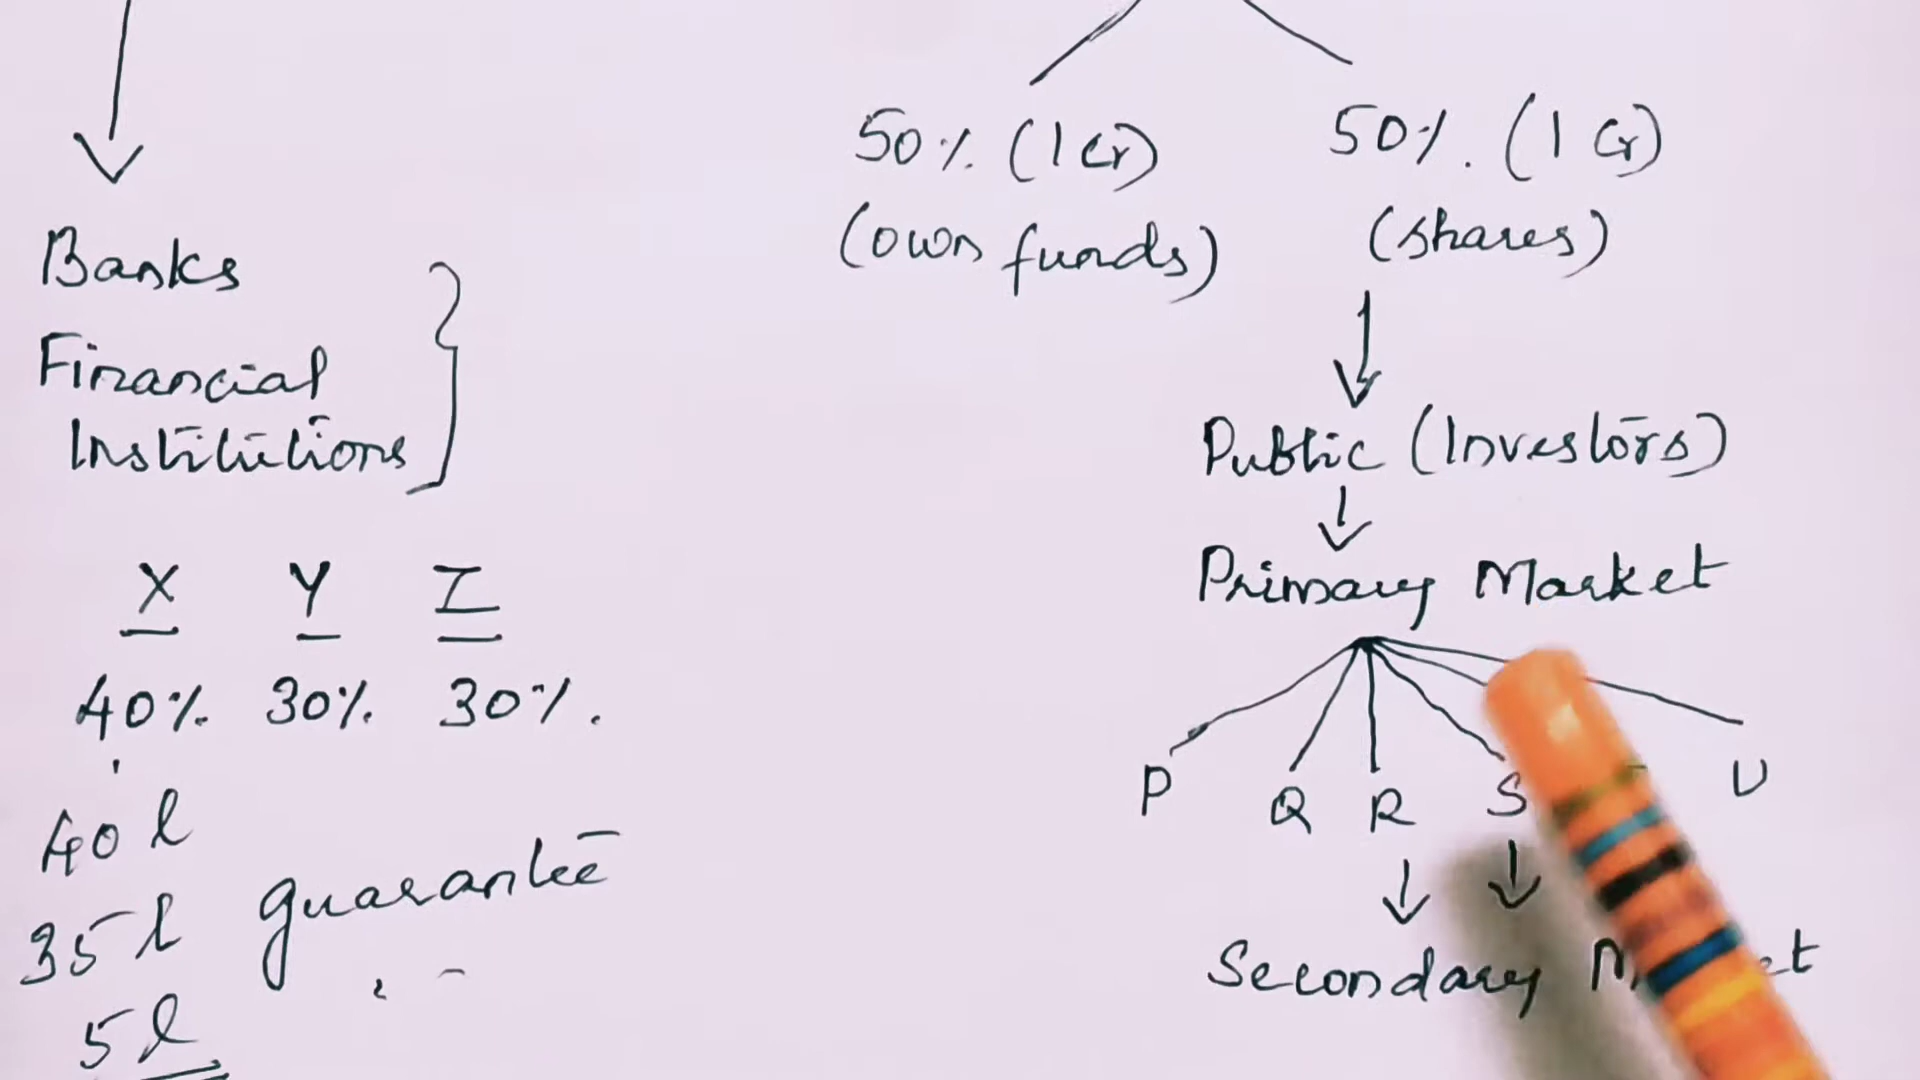 Banks
Financial
Institutions
X Y Z
40% 30% 30%.
40 l
35 l guarantee
5 l
50% (1 Cr) 50%. (1 Cr)
(own funds) (shares)
Public (Investors)
Primary Market
P Q R S U
Secondary